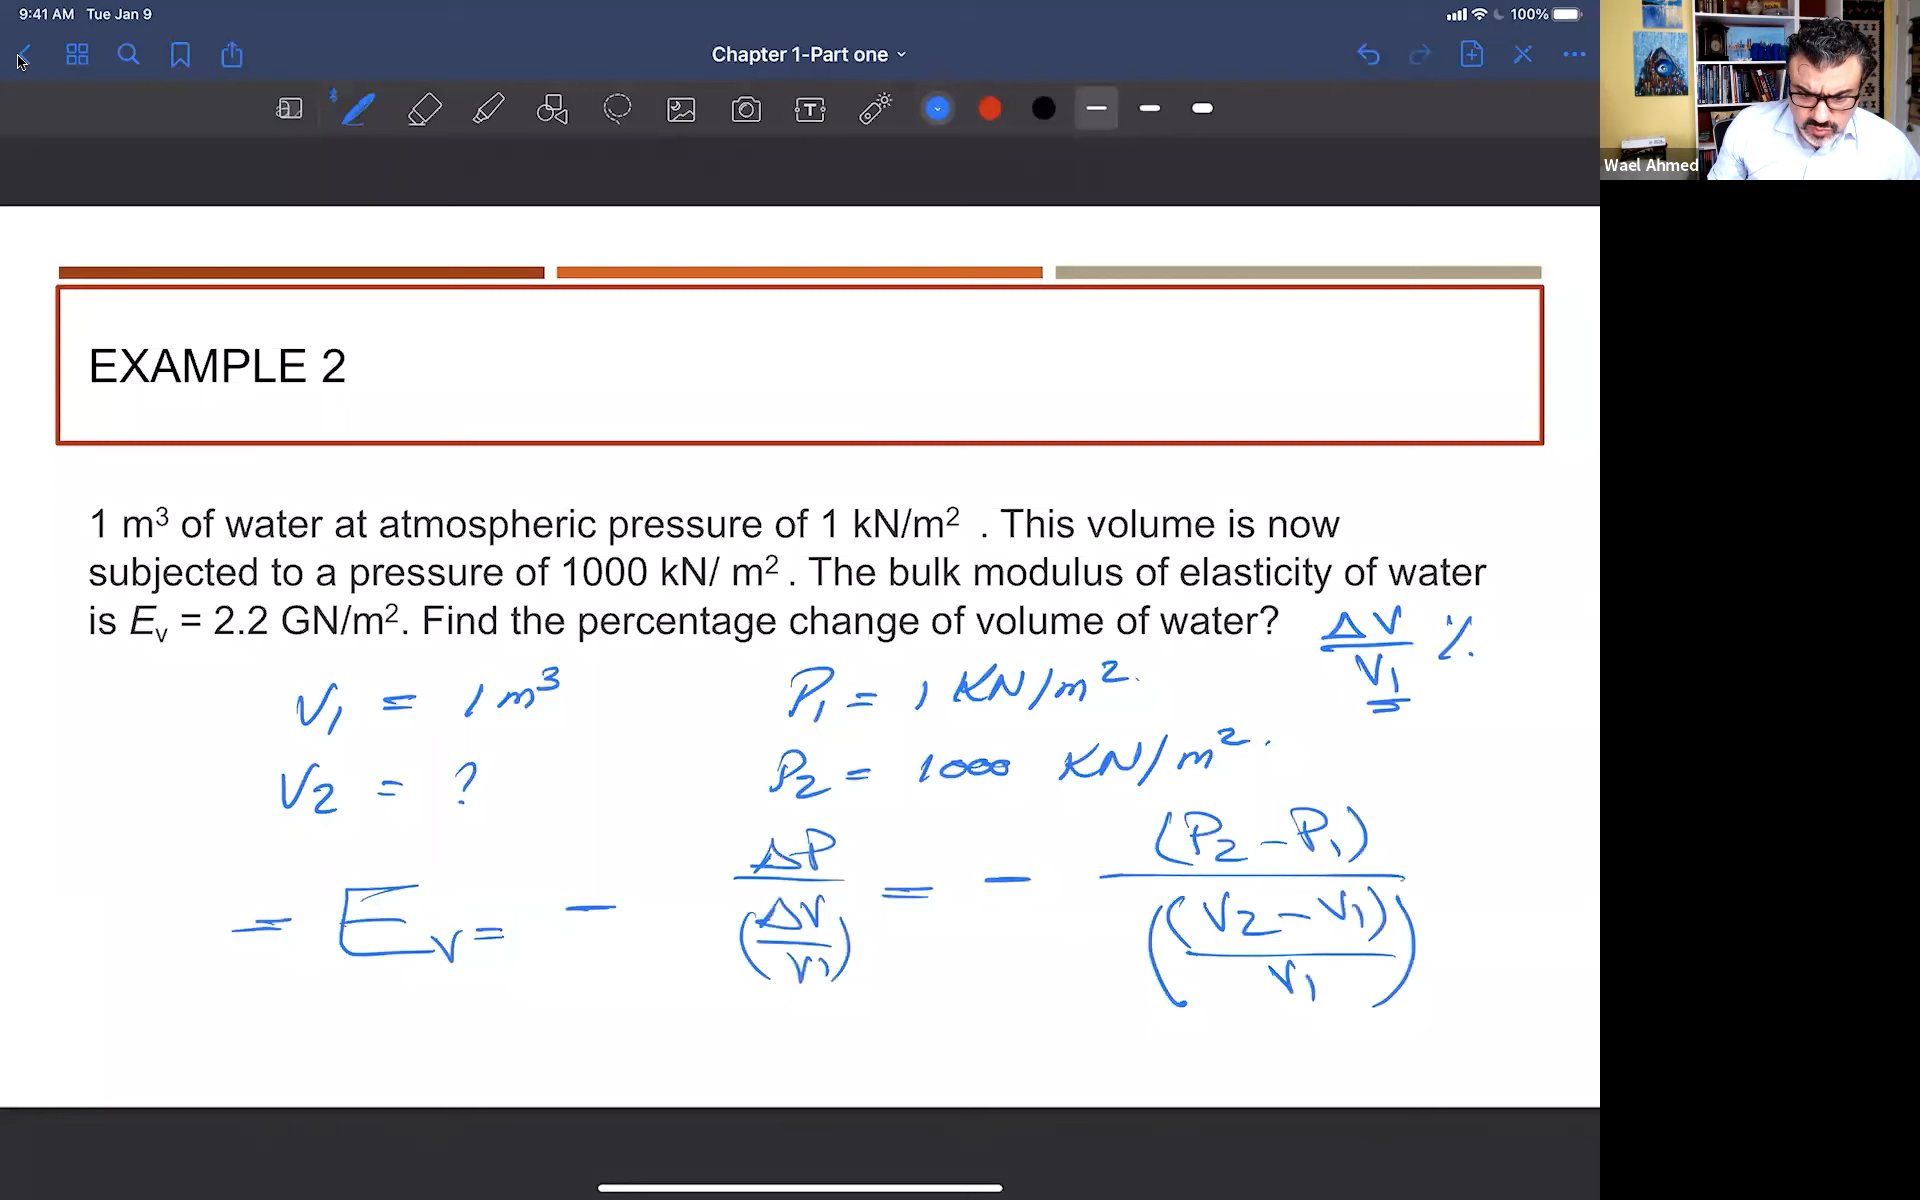 9:41 AM Tue Jan 9
100%
Chapter 1-Part one
T
Wael Ahmed
EXAMPLE 2
1 m³ of water at atmospheric pressure of 1 kN/m² . This volume is now
subjected to a pressure of 1000 kN/ m² . The bulk modulus of elasticity of water
is Eᵥ = 2.2 GN/m². Find the percentage change of volume of water?
ΔV/V₁ %
V₁ = 1 m³
P₁ = 1 KN/m².
V₂ = ?
P₂ = 1000 KN/m².
= Eᵥ = - ΔP/(ΔV/V₁) = - (P₂-P₁)/((V₂-V₁)/V₁)